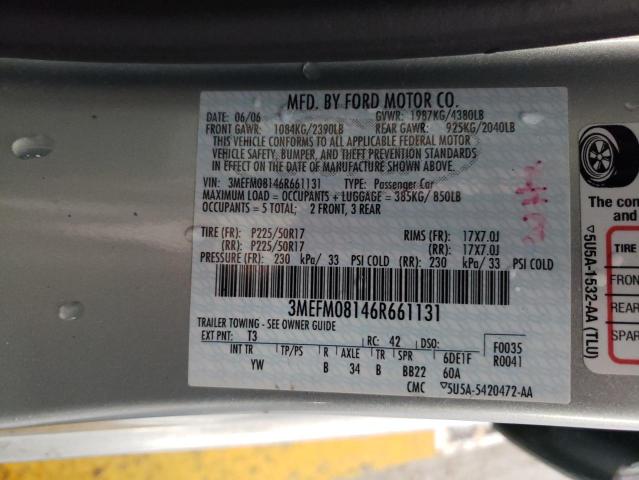 MFD. BY FORD MOTOR CO.
DATE: 06/06 GVWR: 1987KG/4380LB
FRONT GAWR: 1084KG/2390LB REAR GAWR: 925KG/2040LB
THIS VEHICLE CONFORMS TO ALL APPLICABLE FEDERAL MOTOR
VEHICLE SAFETY, BUMPER, AND THEFT PREVENTION STANDARDS
IN EFFECT ON THE DATE OF MANUFACTURE SHOWN ABOVE.
VIN: 3MEFM08146R661131 TYPE: Passenger Car
MAXIMUM LOAD = OCCUPANTS + LUGGAGE = 385KG/ 850LB
OCCUPANTS = 5 TOTAL; 2 FRONT, 3 REAR
TIRE (FR): P225/50R17 RIMS (FR): 17X7.0J
(RR): P225/50R17 (RR): 17X7.0J
PRESSURE (FR): 230 kPa/ 33 PSI COLD (RR): 230 kPa/ 33 PSI COLD
3MEFM08146R661131
TRAILER TOWING - SEE OWNER GUIDE
EXT PNT: T3 RC: 42 DSO: F0035
INT TR TP/PS R AXLE TR SPR 6DE1F R0041
YW B 34 B BB22 60A
CMC ▽5U5A-5420472-AA
The con
and
TIRE
FRON
REAR
SPAR
▽5U5A-1532-AA (TLU)